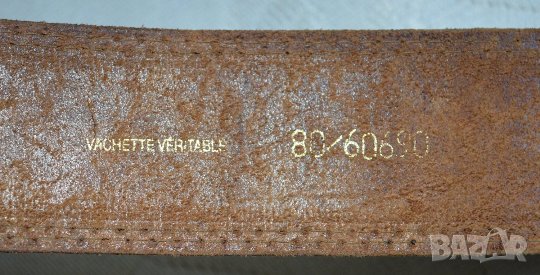 VACHETTE VERITABLE 80/60690
BAZAR